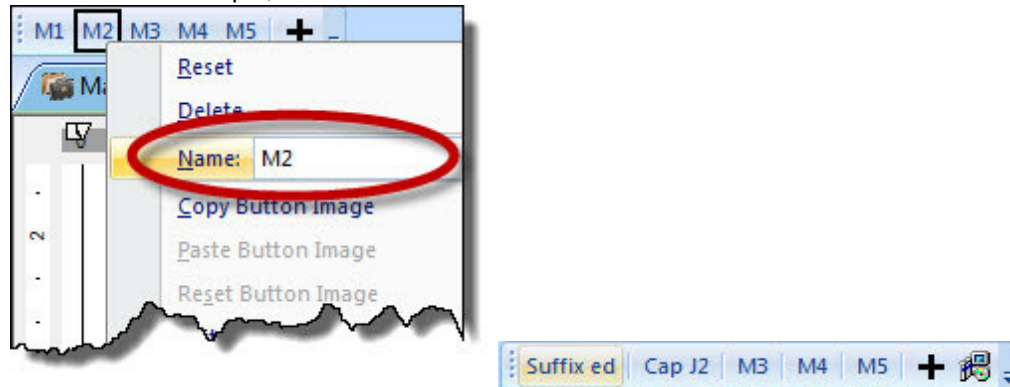 M1 M2 M3 M4 M5
Reset
Delete
Name: M2
Copy Button Image
Paste Button Image
Reset Button Image
2
Suffix ed Cap J2 M3 M4 M5